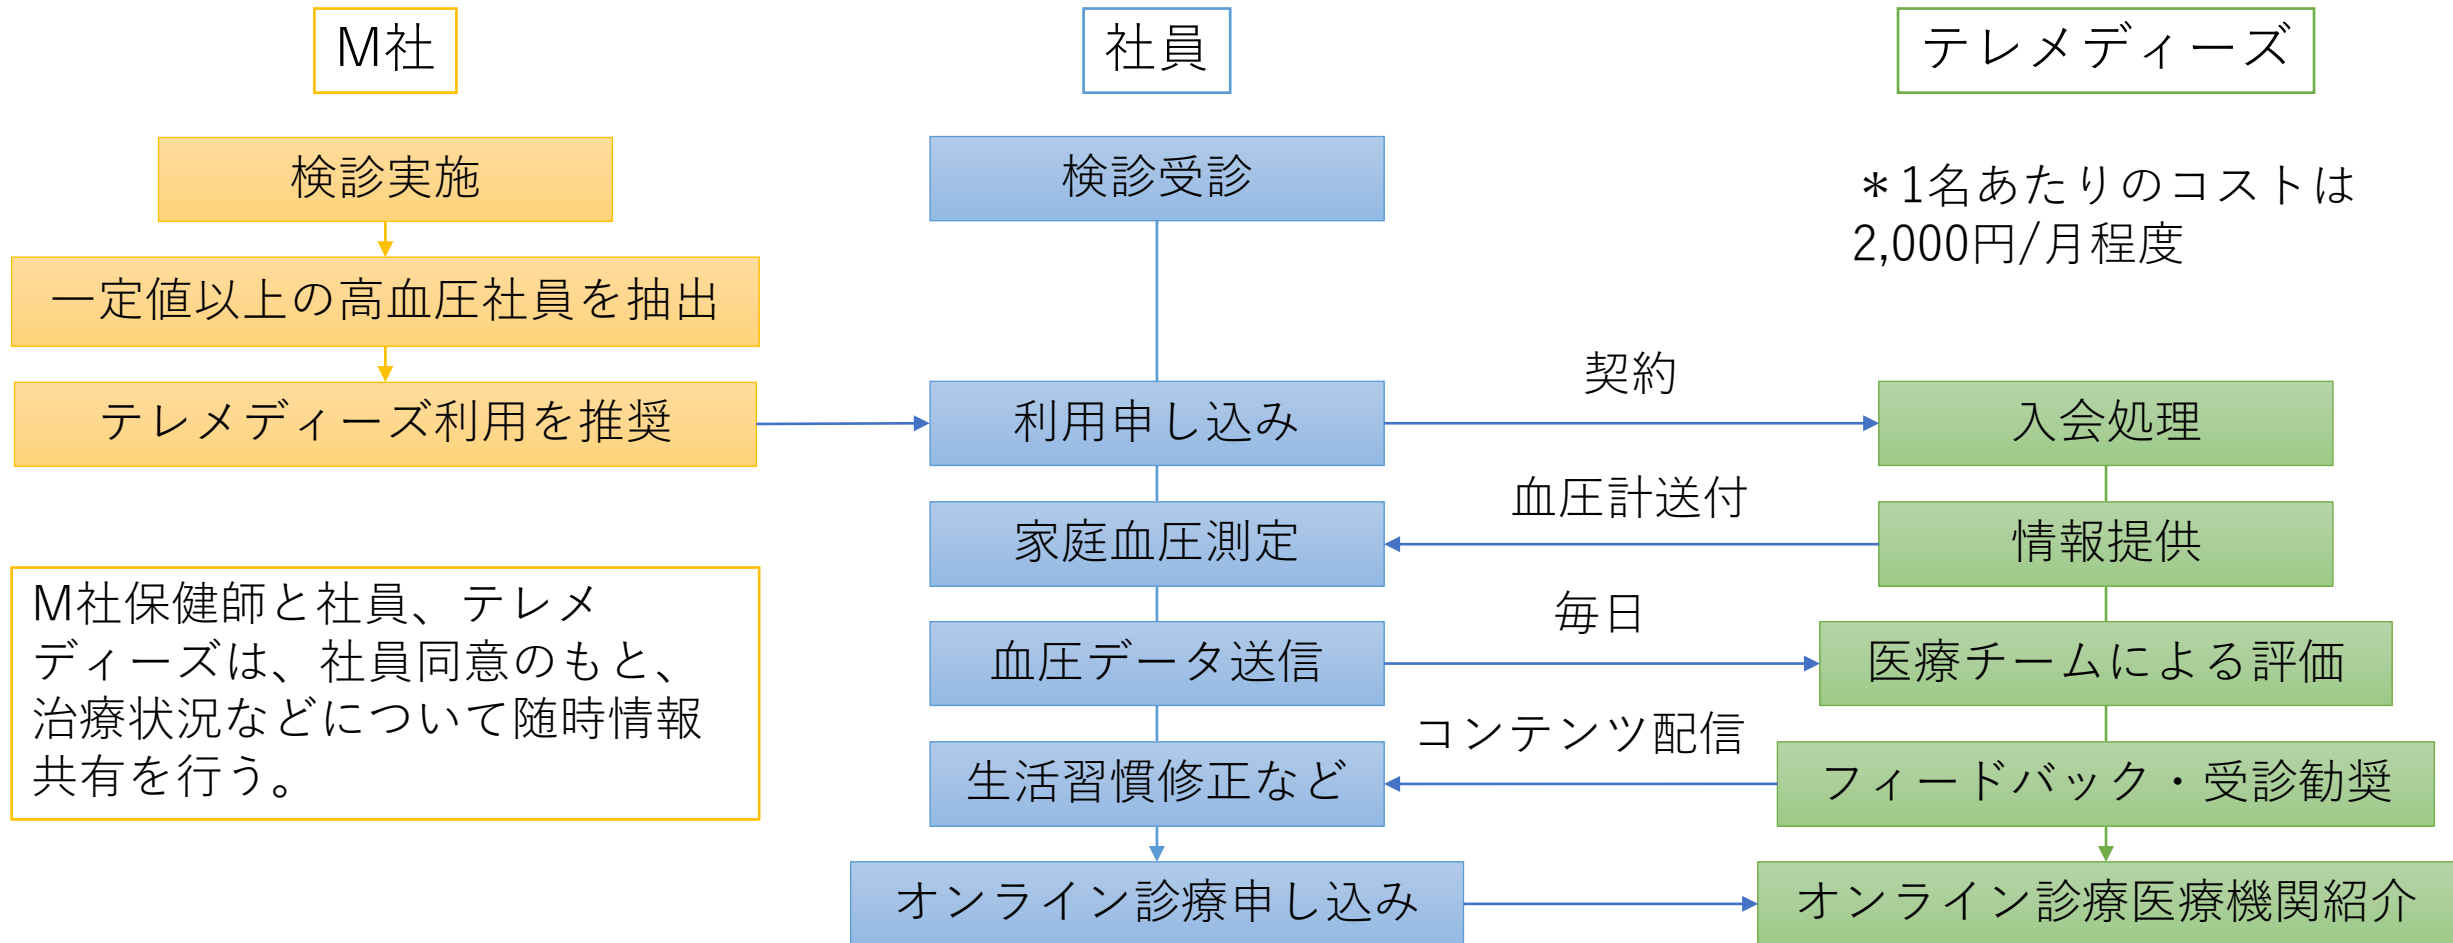 M社
社員
テレメディーズ
検診実施
検診受診
＊1名あたりのコストは
2,000円/月程度
一定値以上の高血圧社員を抽出
契約
テレメディーズ利用を推奨
利用申し込み
入会処理
血圧計送付
家庭血圧測定
情報提供
M社保健師と社員、テレメ
ディーズは、社員同意のもと、
治療状況などについて随時情報
共有を行う。
毎日
血圧データ送信
医療チームによる評価
コンテンツ配信
生活習慣修正など
フィードバック・受診勧奨
オンライン診療申し込み
オンライン診療医療機関紹介